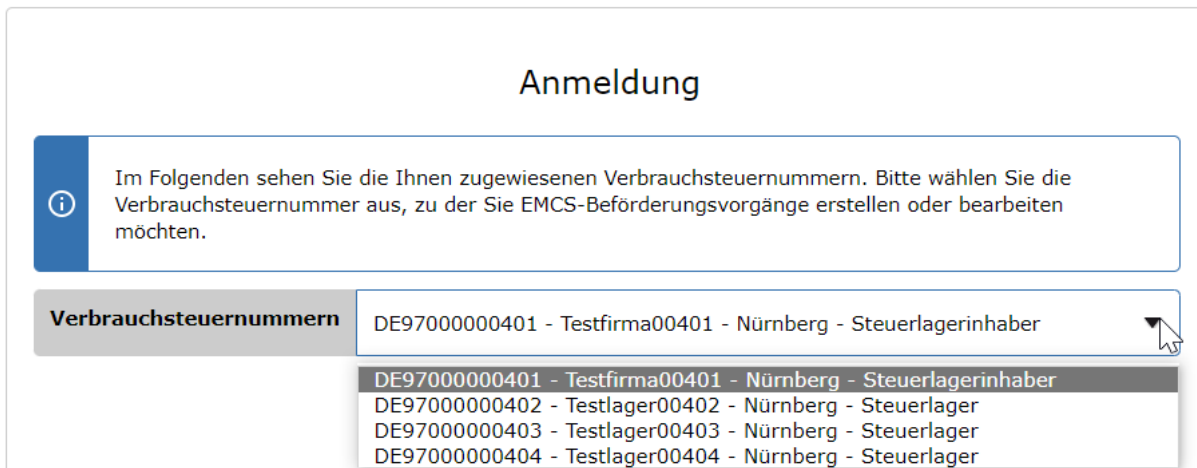 Anmeldung
Im Folgenden sehen Sie die Ihnen zugewiesenen Verbrauchsteuernummern. Bitte wählen Sie die
Verbrauchsteuernummer aus, zu der Sie EMCS-Beförderungsvorgänge erstellen oder bearbeiten
möchten.
Verbrauchsteuernummern
DE97000000401 - Testfirma00401 - Nürnberg - Steuerlagerinhaber
DE97000000401 - Testfirma00401 - Nürnberg - Steuerlagerinhaber
DE97000000402 - Testlager00402 - Nürnberg - Steuerlager
DE97000000403 - Testlager00403 - Nürnberg - Steuerlager
DE97000000404 - Testlager00404 - Nürnberg - Steuerlager